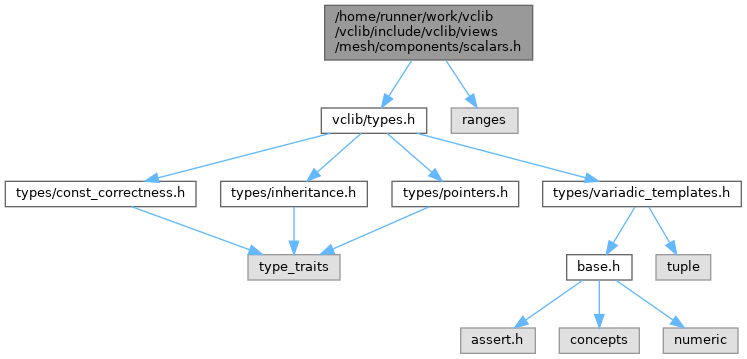 /home/runner/work/vclib
/vclib/include/vclib/views
/mesh/components/scalars.h
vclib/types.h
ranges
types/const_correctness.h
types/inheritance.h
types/pointers.h
types/variadic_templates.h
type_traits
base.h
tuple
assert.h
concepts
numeric